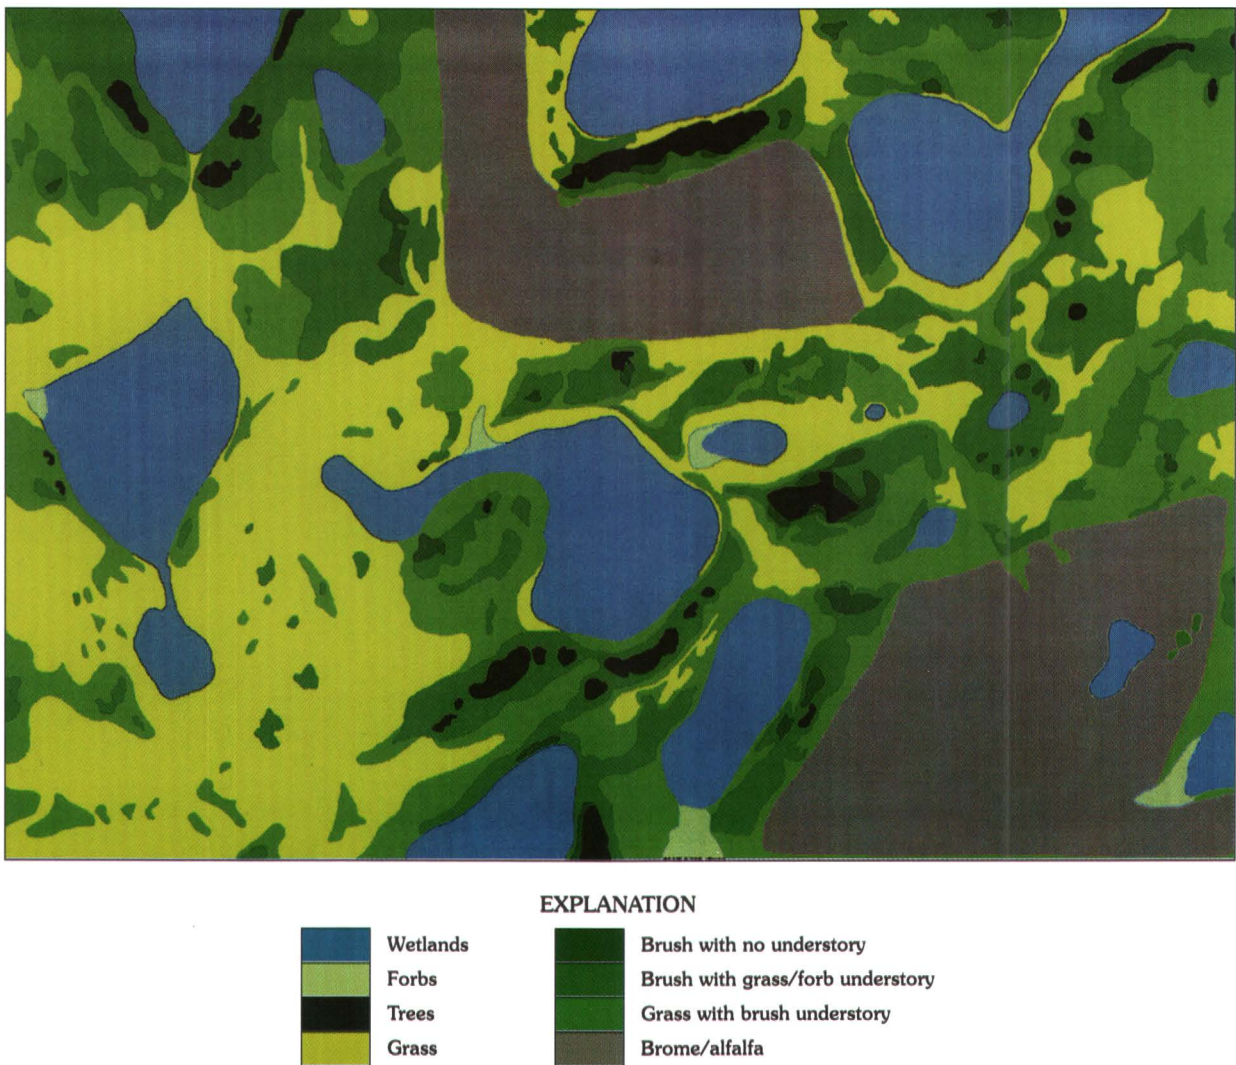 EXPLANATION
Wetlands
Forbs
Trees
Grass
Brush with no understory
Brush with grass/forb understory
Grass with brush understory
Brome/alfalfa